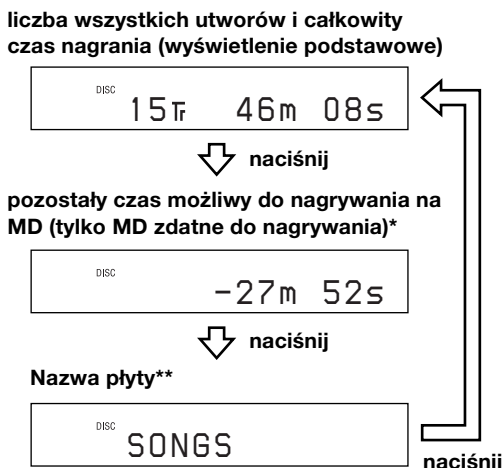 liczba wszystkich utworów i całkowity
czas nagrania (wyświetlenie podstawowe)
DISC
15Tr 46m 08s
naciśnij
pozostały czas możliwy do nagrywania na
MD (tylko MD zdatne do nagrywania)*
DISC
-27m 52s
naciśnij
Nazwa płyty**
DISC
SONGS
naciśnij